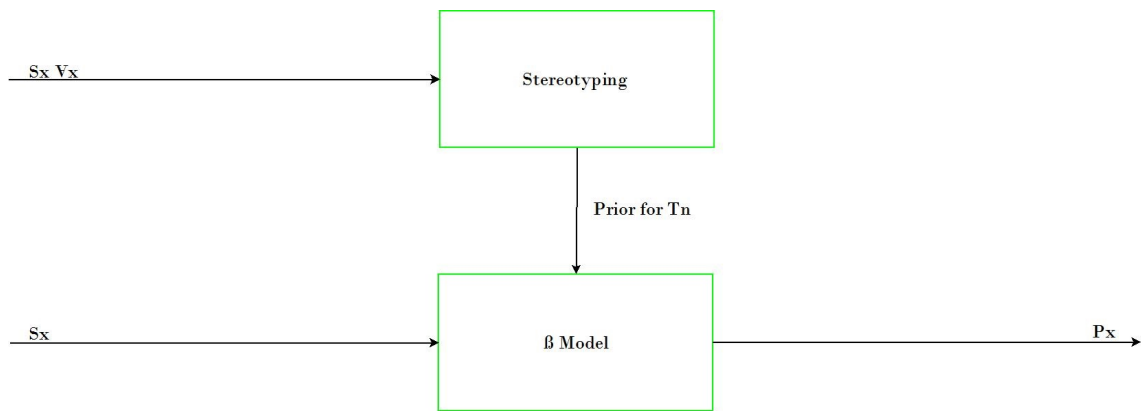 Sx Vx
Stereotyping
Prior for Tn
Sx
ß Model
Px